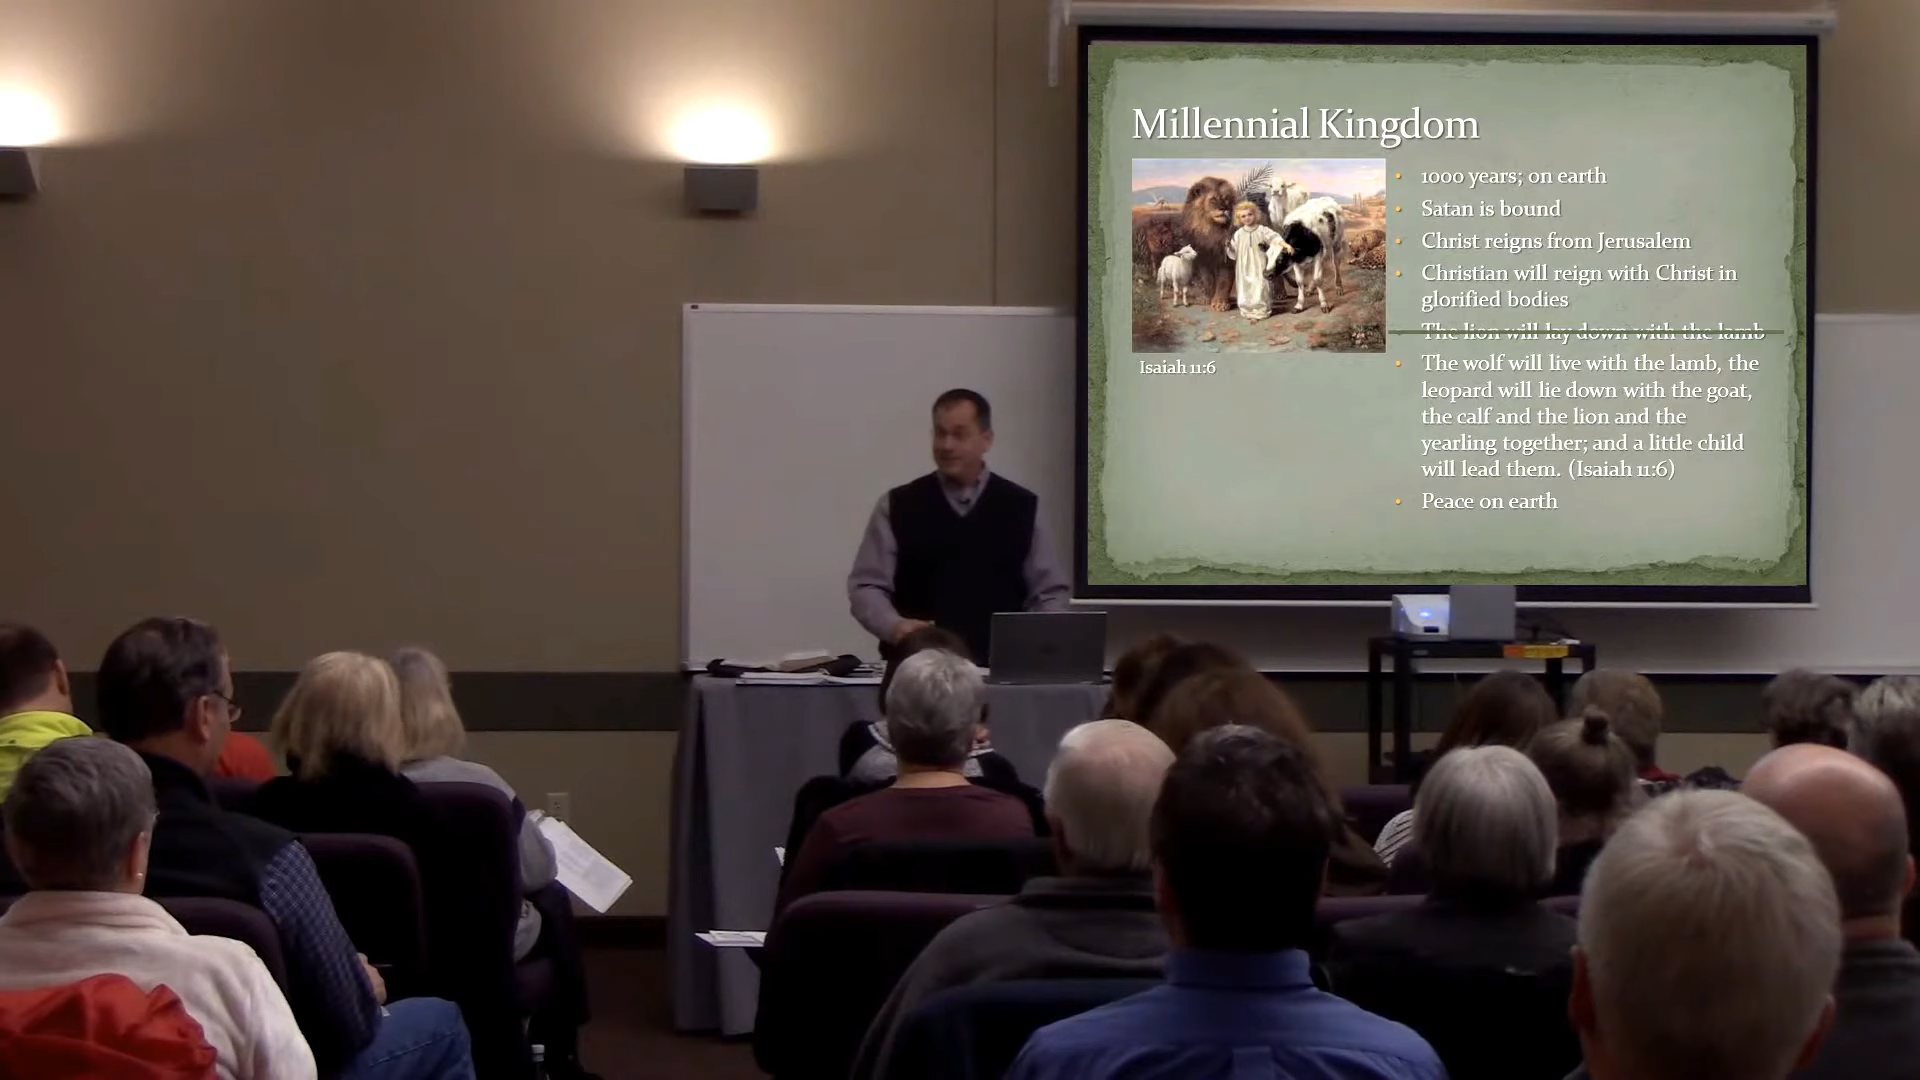 Millennial Kingdom
1000 years; on earth
Satan is bound
Christ reigns from Jerusalem
Christian will reign with Christ in
glorified bodies
The lion will lay down with the lamb
The wolf will live with the lamb, the
leopard will lie down with the goat,
the calf and the lion and the
yearling together; and a little child
will lead them. (Isaiah 11:6)
Peace on earth
Isaiah 11:6